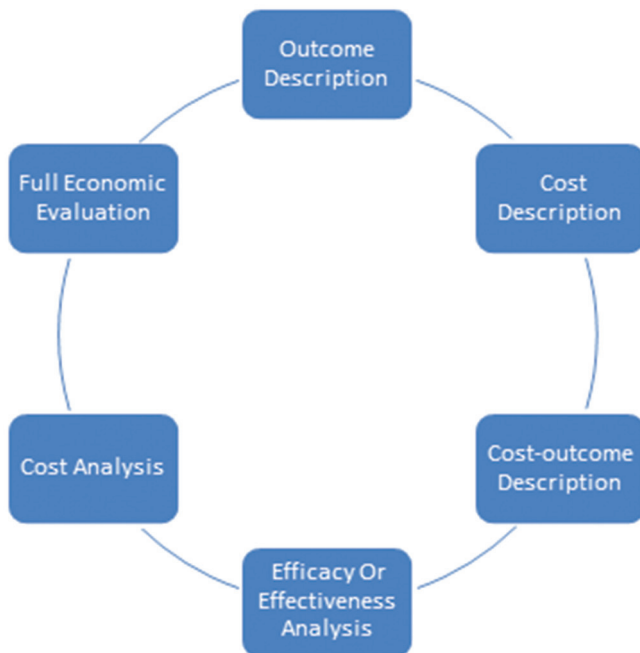 Outcome
Description
Cost
Description
Cost-outcome
Description
Efficacy Or
Effectiveness
Analysis
Cost Analysis
Full Economic
Evaluation